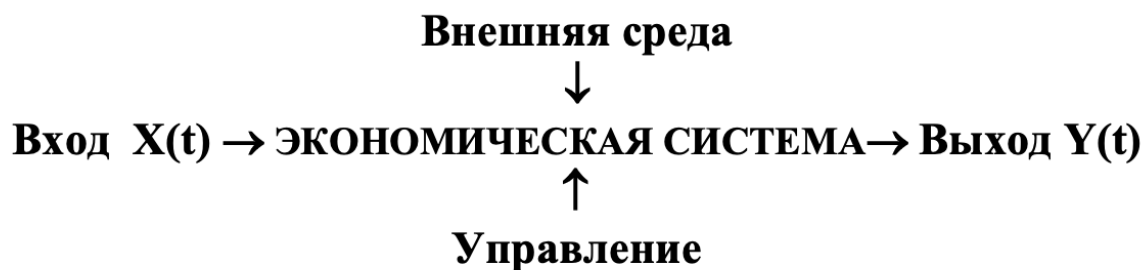 Внешняя среда
↓
Вход X(t) → ЭКОНОМИЧЕСКАЯ СИСТЕМА→ Выход Y(t)
↑
Управление